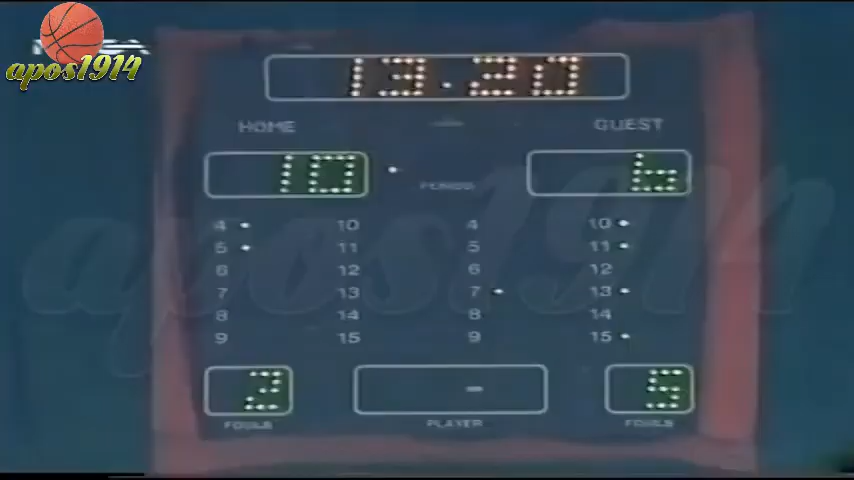 apos1914
13.20
HOME GUEST
10 PERIOD 6
4 10 4 10
5 11 5 11
6 12 6 12
7 13 7 13
8 14 8 14
9 15 9 15
2 - 5
FOULS PLAYER FOULS
apos1914